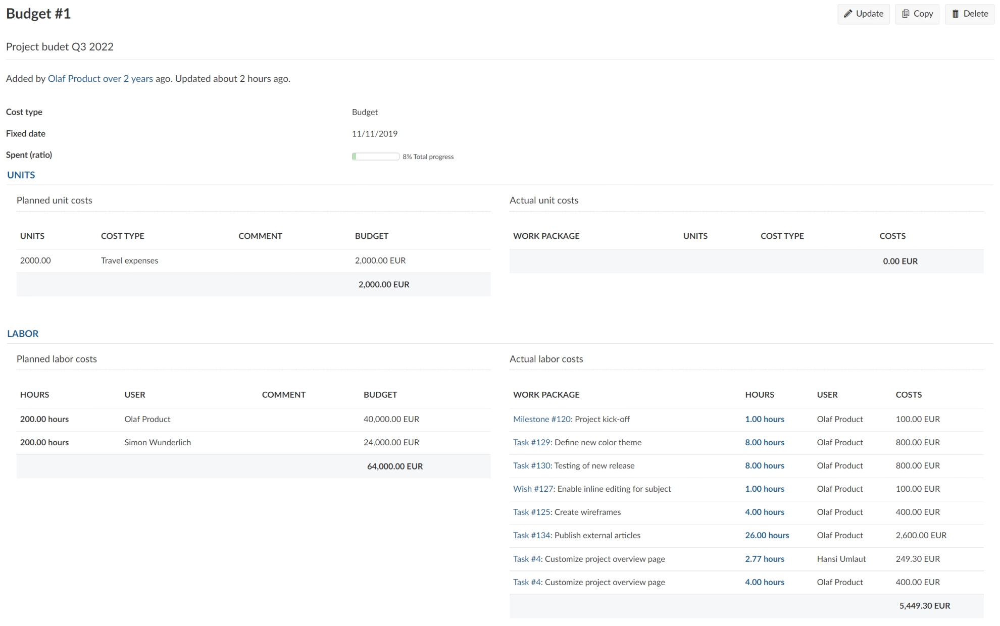 Budget #1
Update Copy Delete
Project budet Q3 2022
Added by Olaf Product over 2 years ago. Updated about 2 hours ago.
Cost type Budget
Fixed date 11/11/2019
Spent (ratio) 8% Total progress
UNITS
Planned unit costs
UNITS COST TYPE COMMENT BUDGET
2000.00 Travel expenses 2,000.00 EUR
2,000.00 EUR
Actual unit costs
WORK PACKAGE UNITS COST TYPE COSTS
0.00 EUR
LABOR
Planned labor costs
HOURS USER COMMENT BUDGET
200.00 hours Olaf Product 40,000.00 EUR
200.00 hours Simon Wunderlich 24,000.00 EUR
64,000.00 EUR
Actual labor costs
WORK PACKAGE HOURS USER COSTS
Milestone #120: Project kick-off 1.00 hours Olaf Product 100.00 EUR
Task #129: Define new color theme 8.00 hours Olaf Product 800.00 EUR
Task #130: Testing of new release 8.00 hours Olaf Product 800.00 EUR
Wish #127: Enable inline editing for subject 1.00 hours Olaf Product 100.00 EUR
Task #125: Create wireframes 4.00 hours Olaf Product 400.00 EUR
Task #134: Publish external articles 26.00 hours Olaf Product 2,600.00 EUR
Task #4: Customize project overview page 2.77 hours Hansi Umlaut 249.30 EUR
Task #4: Customize project overview page 4.00 hours Olaf Product 400.00 EUR
5,449.30 EUR